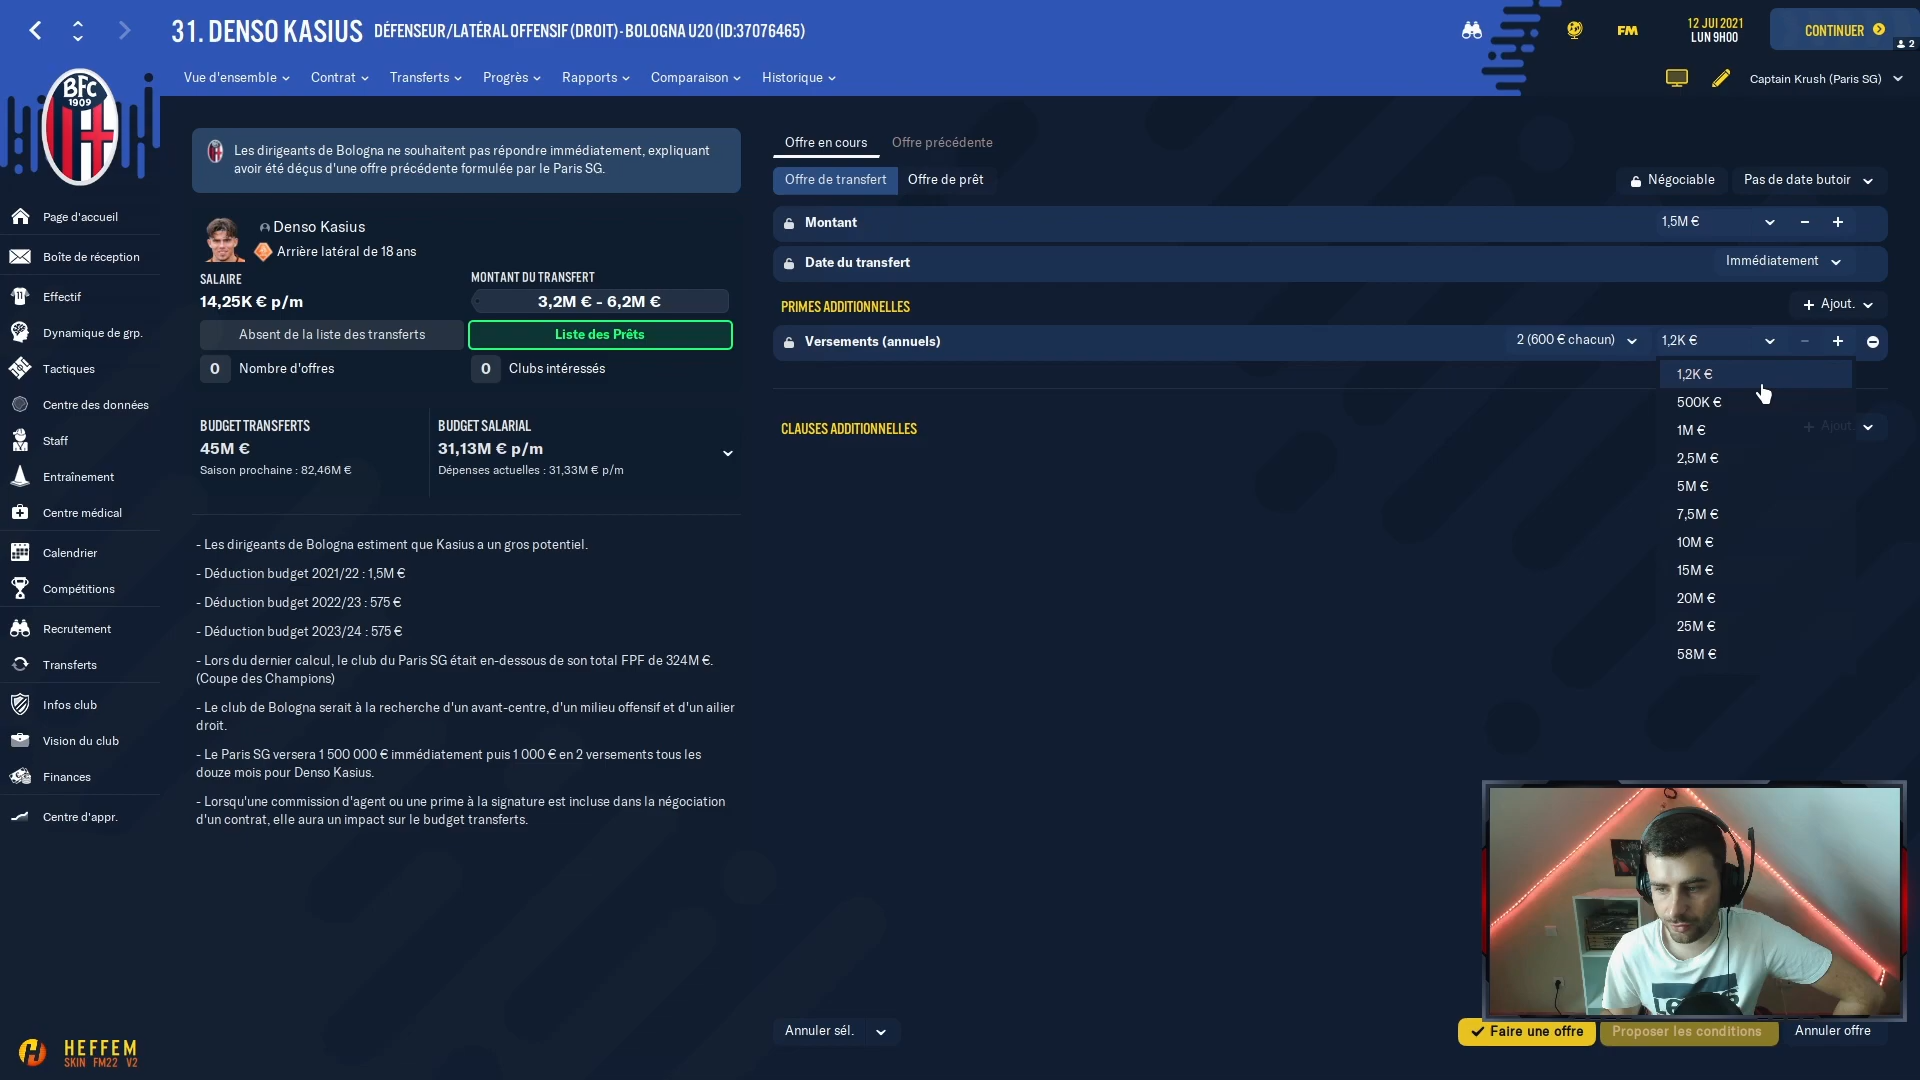 31. DENSO KASIUS
DÉFENSEUR/LATÉRAL OFFENSIF (DROIT) - BOLOGNA U20 (ID:37076465)
FM
12 JUI 2021
LUN 9H00
CONTINUER
2
Vue d'ensemble
Contrat
Transferts
Progrès
Rapports
Comparaison
Historique
Captain Krush (Paris SG)
BFC
1909
Page d'accueil
Boîte de réception
Effectif
Dynamique de grp.
Tactiques
Centre des données
Staff
Entraînement
Centre médical
Calendrier
Compétitions
Recrutement
Transferts
Infos club
Vision du club
Finances
Centre d'appr.
HEFFEM
SKIN FM22 V2
Les dirigeants de Bologna ne souhaitent pas répondre immédiatement, expliquant
avoir été déçus d'une offre précédente formulée par le Paris SG.
Denso Kasius
Arrière latéral de 18 ans
SALAIRE
14,25K € p/m
MONTANT DU TRANSFERT
3,2M € - 6,2M €
Absent de la liste des transferts
Liste des Prêts
0 Nombre d'offres
0 Clubs intéressés
BUDGET TRANSFERTS
45M €
Saison prochaine : 82,46M €
BUDGET SALARIAL
31,13M € p/m
Dépenses actuelles : 31,33M € p/m
- Les dirigeants de Bologna estiment que Kasius a un gros potentiel.
- Déduction budget 2021/22 : 1,5M €
- Déduction budget 2022/23 : 575 €
- Déduction budget 2023/24 : 575 €
- Lors du dernier calcul, le club du Paris SG était en-dessous de son total FPF de 324M €.
(Coupe des Champions)
- Le club de Bologna serait à la recherche d'un avant-centre, d'un milieu offensif et d'un ailier
droit.
- Le Paris SG versera 1 500 000 € immédiatement puis 1 000 € en 2 versements tous les
douze mois pour Denso Kasius.
- Lorsqu'une commission d'agent ou une prime à la signature est incluse dans la négociation
d'un contrat, elle aura un impact sur le budget transferts.
Offre en cours
Offre précédente
Offre de transfert
Offre de prêt
Négociable
Pas de date butoir
Montant
1,5M €
Date du transfert
Immédiatement
PRIMES ADDITIONNELLES
Ajout.
Versements (annuels)
2 (600 € chacun)
1,2K €
1,2K €
500K €
1M €
2,5M €
5M €
7,5M €
10M €
15M €
20M €
25M €
58M €
CLAUSES ADDITIONNELLES
Ajout.
Annuler sél.
Faire une offre
Proposer les conditions
Annuler offre